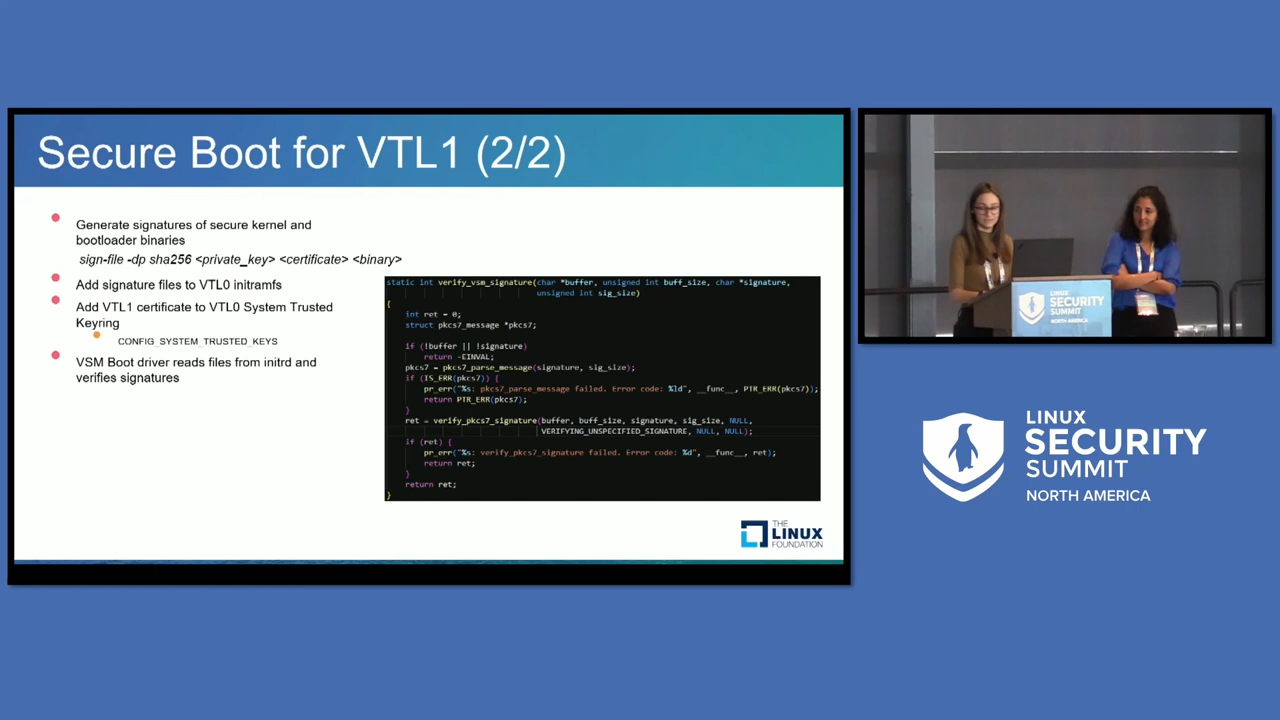 Secure Boot for VTL1 (2/2)
Generate signatures of secure kernel and
bootloader binaries
sign-file -dp sha256 <private_key> <certificate> <binary>
Add signature files to VTL0 initramfs
Add VTL1 certificate to VTL0 System Trusted
Keyring
CONFIG_SYSTEM_TRUSTED_KEYS
VSM Boot driver reads files from initrd and
verifies signatures
static int verify_vsm_signature(char *buffer, unsigned int buff_size, char *signature,
unsigned int sig_size)
{
int ret = 0;
struct pkcs7_message *pkcs7;
if (!buffer || !signature)
return -EINVAL;
pkcs7 = pkcs7_parse_message(signature, sig_size);
if (IS_ERR(pkcs7)) {
pr_err("%s: pkcs7_parse_message failed. Error code: %ld", __func__, PTR_ERR(pkcs7));
return PTR_ERR(pkcs7);
}
ret = verify_pkcs7_signature(buffer, buff_size, signature, sig_size, NULL,
VERIFYING_UNSPECIFIED_SIGNATURE, NULL, NULL);
if (ret) {
pr_err("%s: verify_pkcs7_signature failed. Error code: %d", __func__, ret);
return ret;
}
return ret;
}
THE
LINUX
FOUNDATION
LINUX
SECURITY
SUMMIT
NORTH AMERICA
LINUX
SECURITY
SUMMIT
NORTH AMERICA